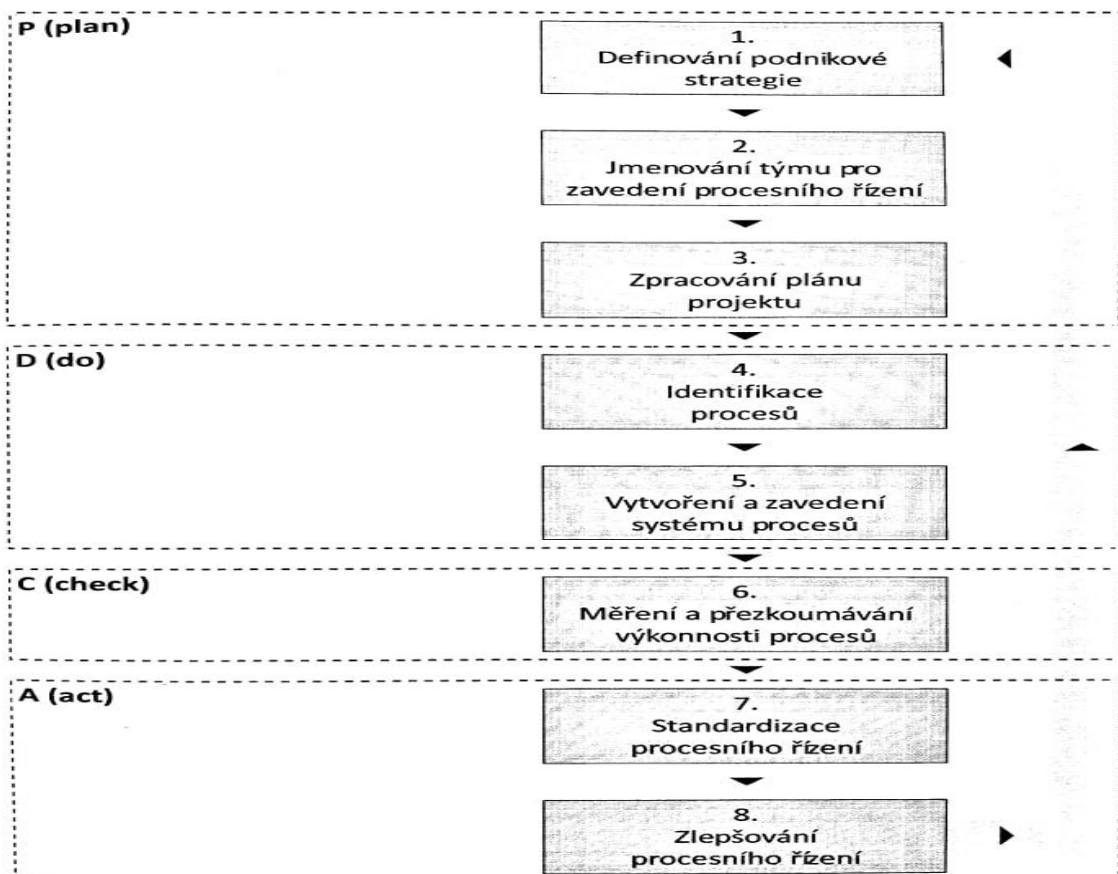 P (plan)
1.
Definování podnikové
strategie
2.
Jmenování týmu pro
zavedení procesního řízení
3.
Zpracování plánu
projektu
D (do)
4.
Identifikace
procesů
5.
Vytvoření a zavedení
systému procesů
C (check)
6.
Měření a přezkoumávání
výkonnosti procesů
A (act)
7.
Standardizace
procesního řízení
8.
Zlepšování
procesního řízení